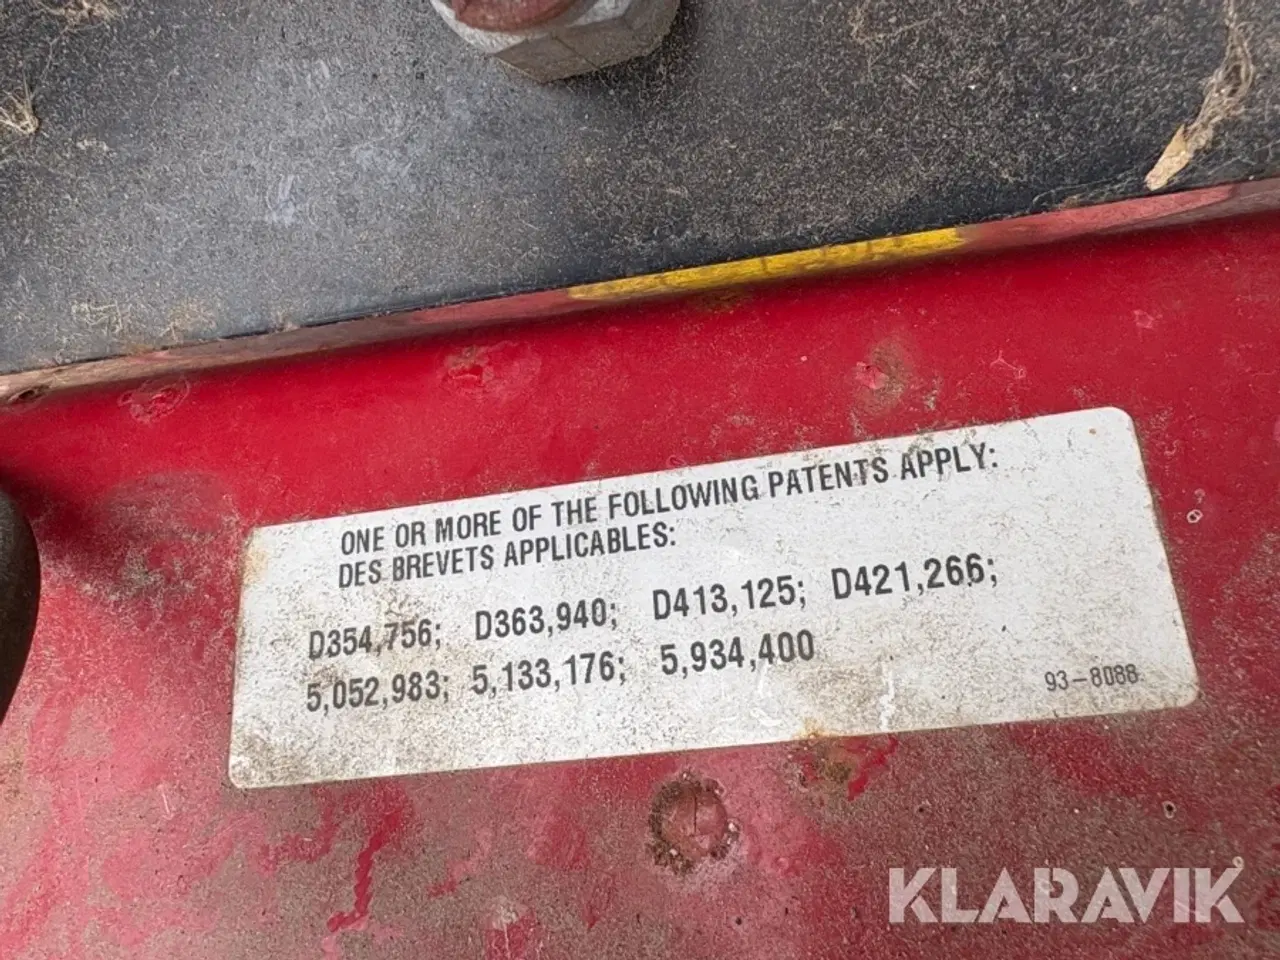 ONE OR MORE OF THE FOLLOWING PATENTS APPLY:
DES BREVETS APPLICABLES:
D354,756; D363,940; D413,125; D421,266;
5,052,983; 5,133,176; 5,934,400
93-8088
KLARAVIK